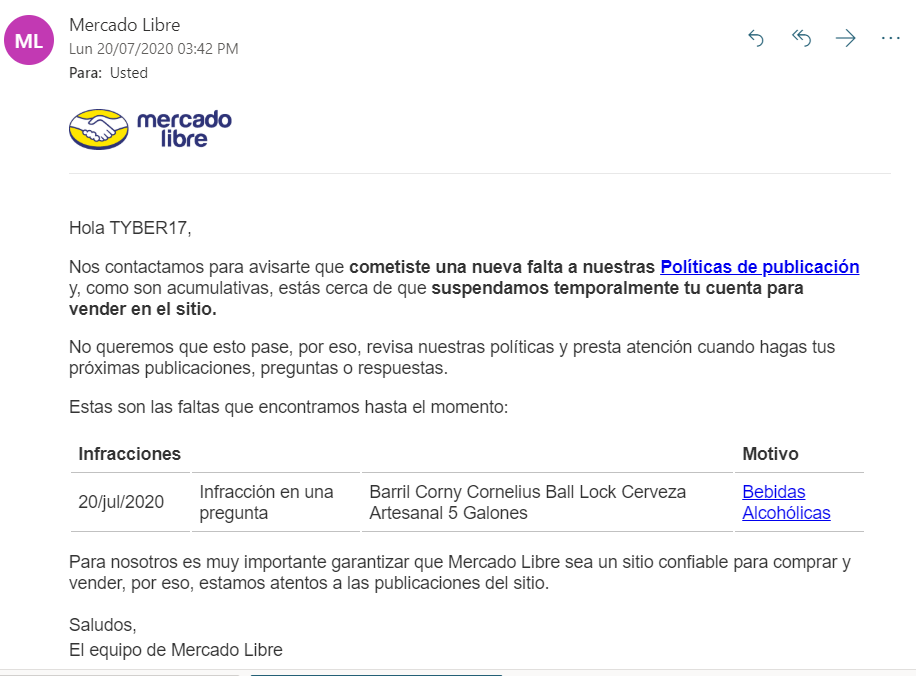 ML
Mercado Libre
Lun 20/07/2020 03:42 PM
Para: Usted
mercado
libre
Hola TYBER17,
Nos contactamos para avisarte que cometiste una nueva falta a nuestras Políticas de publicación
y, como son acumulativas, estás cerca de que suspendamos temporalmente tu cuenta para
vender en el sitio.
No queremos que esto pase, por eso, revisa nuestras políticas y presta atención cuando hagas tus
próximas publicaciones, preguntas o respuestas.
Estas son las faltas que encontramos hasta el momento:
Infracciones Motivo
20/jul/2020 Infracción en una pregunta Barril Corny Cornelius Ball Lock Cerveza Artesanal 5 Galones Bebidas Alcohólicas
Para nosotros es muy importante garantizar que Mercado Libre sea un sitio confiable para comprar y
vender, por eso, estamos atentos a las publicaciones del sitio.
Saludos,
El equipo de Mercado Libre